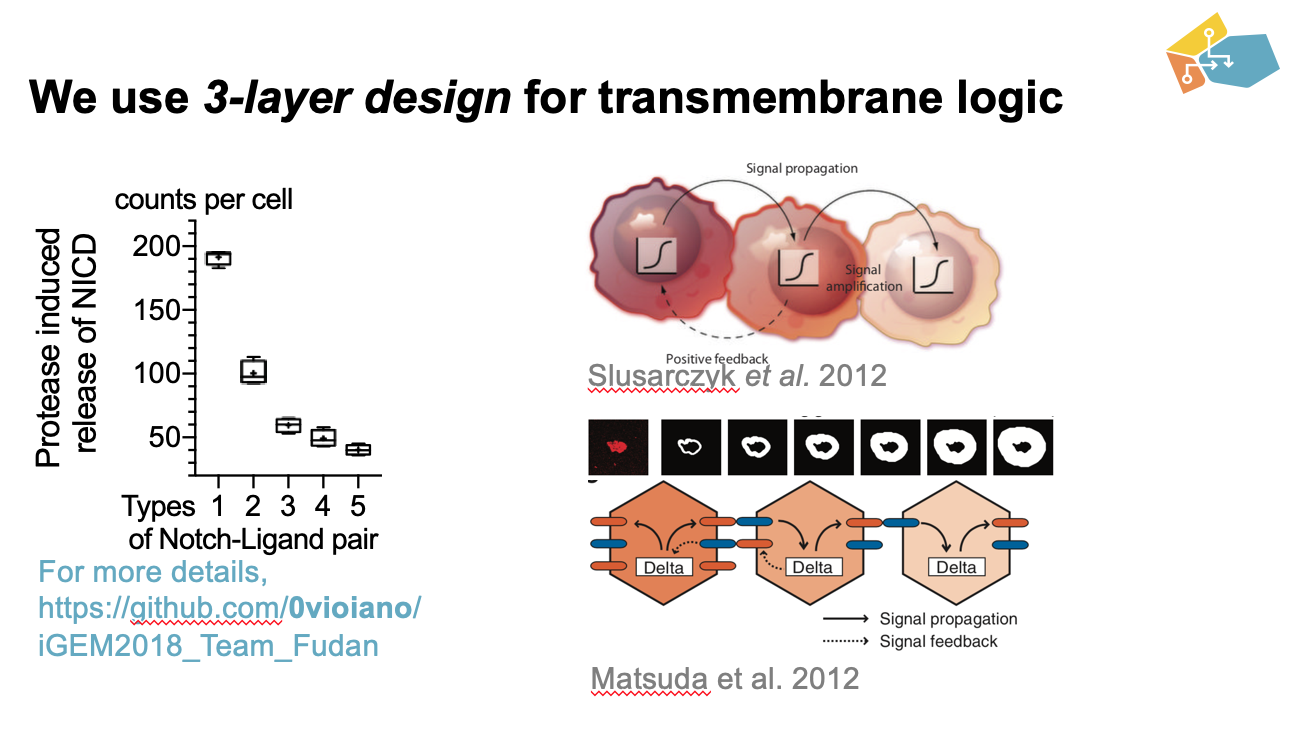 We use 3-layer design for transmembrane logic
counts per cell
Protease induced
release of NICD
200
150
100
50
Types 1 2 3 4 5
of Notch-Ligand pair
For more details,
https://github.com/0vioiano/
iGEM2018_Team_Fudan
Signal propagation
Signal
amplification
Positive feedback
Slusarczyk et al. 2012
Delta
Delta
Delta
Signal propagation
Signal feedback
Matsuda et al. 2012